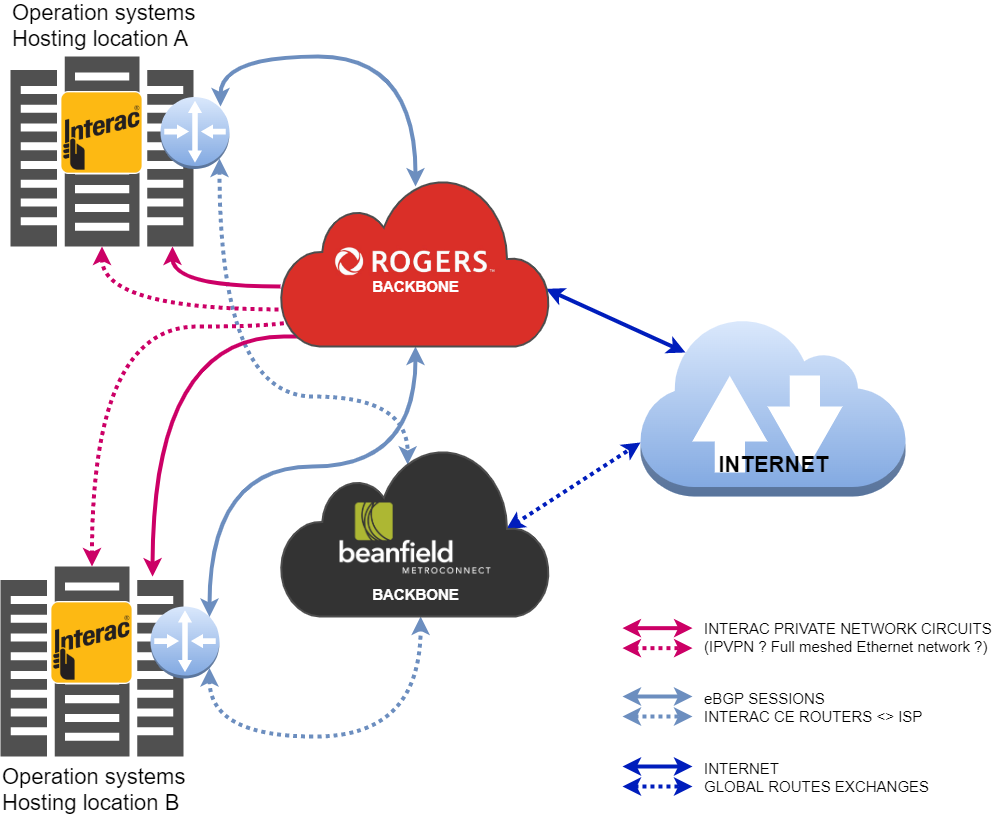 Operation systems
Hosting location A
Interac®
ROGERS™
BACKBONE
INTERNET
beanfield
METROCONNECT
BACKBONE
Interac®
Operation systems
Hosting location B
INTERAC PRIVATE NETWORK CIRCUITS
(IPVPN ? Full meshed Ethernet network ?)
eBGP SESSIONS
INTERAC CE ROUTERS <> ISP
INTERNET
GLOBAL ROUTES EXCHANGES